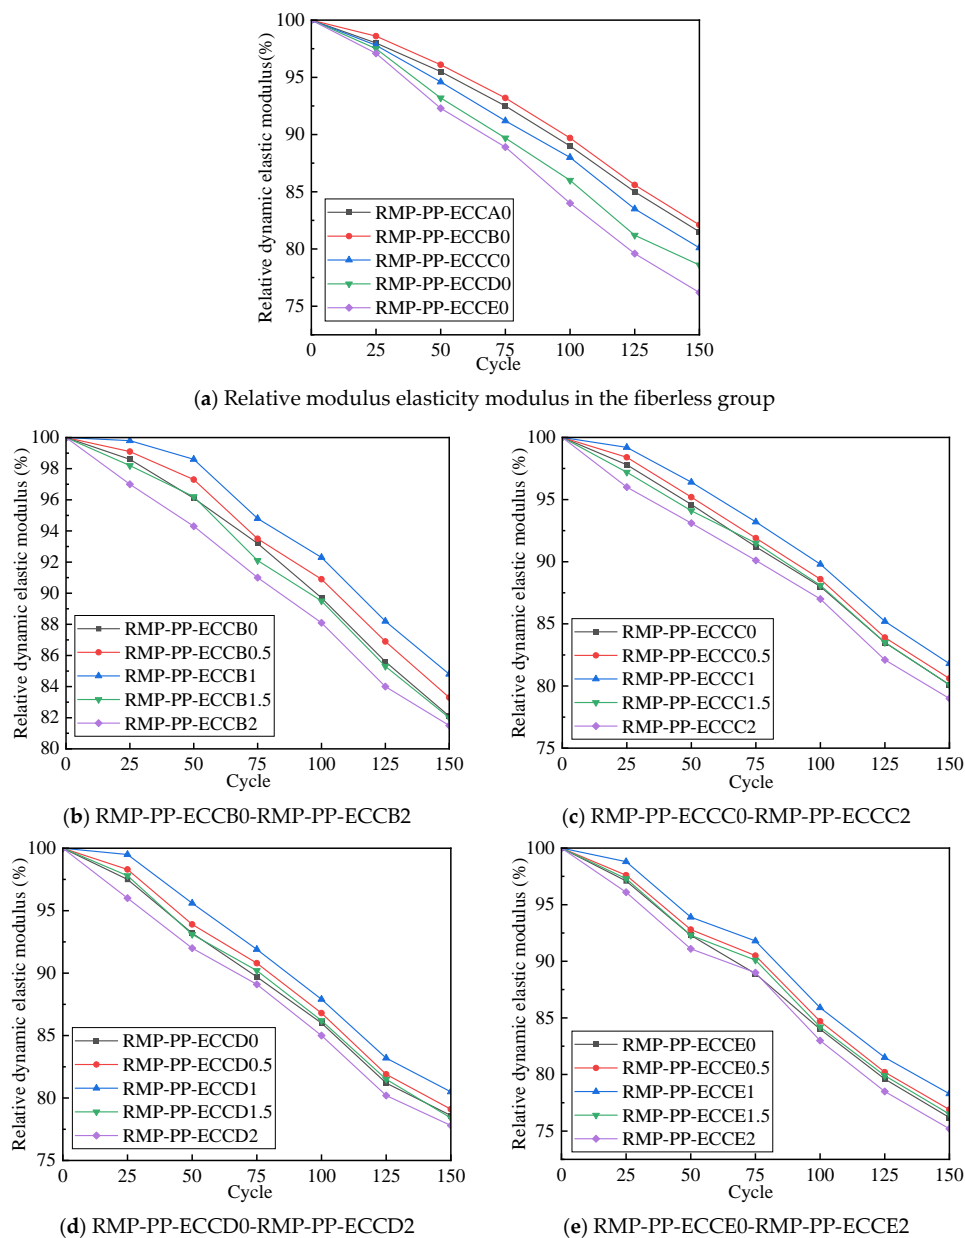 Relative dynamic elastic modulus(%)
100
95
90
85
80
75
RMP-PP-ECCA0
RMP-PP-ECCB0
RMP-PP-ECCC0
RMP-PP-ECCD0
RMP-PP-ECCE0
0 25 50 75 100 125 150
Cycle
(a) Relative modulus elasticity modulus in the fiberless group
Relative dynamic elastic modulus (%)
100
98
96
94
92
90
88
86
84
82
80
RMP-PP-ECCB0
RMP-PP-ECCB0.5
RMP-PP-ECCB1
RMP-PP-ECCB1.5
RMP-PP-ECCB2
0 25 50 75 100 125 150
Cycle
(b) RMP-PP-ECCB0-RMP-PP-ECCB2
Relative dynamic elastic modulus (%)
100
95
90
85
80
75
RMP-PP-ECCC0
RMP-PP-ECCC0.5
RMP-PP-ECCC1
RMP-PP-ECCC1.5
RMP-PP-ECCC2
0 25 50 75 100 125 150
Cycle
(c) RMP-PP-ECCC0-RMP-PP-ECCC2
Relative dynamic elastic modulus (%)
100
95
90
85
80
75
RMP-PP-ECCD0
RMP-PP-ECCD0.5
RMP-PP-ECCD1
RMP-PP-ECCD1.5
RMP-PP-ECCD2
0 25 50 75 100 125 150
Cycle
(d) RMP-PP-ECCD0-RMP-PP-ECCD2
Relative dynamic elastic modulus (%)
100
95
90
85
80
75
RMP-PP-ECCE0
RMP-PP-ECCE0.5
RMP-PP-ECCE1
RMP-PP-ECCE1.5
RMP-PP-ECCE2
0 25 50 75 100 125 150
Cycle
(e) RMP-PP-ECCE0-RMP-PP-ECCE2